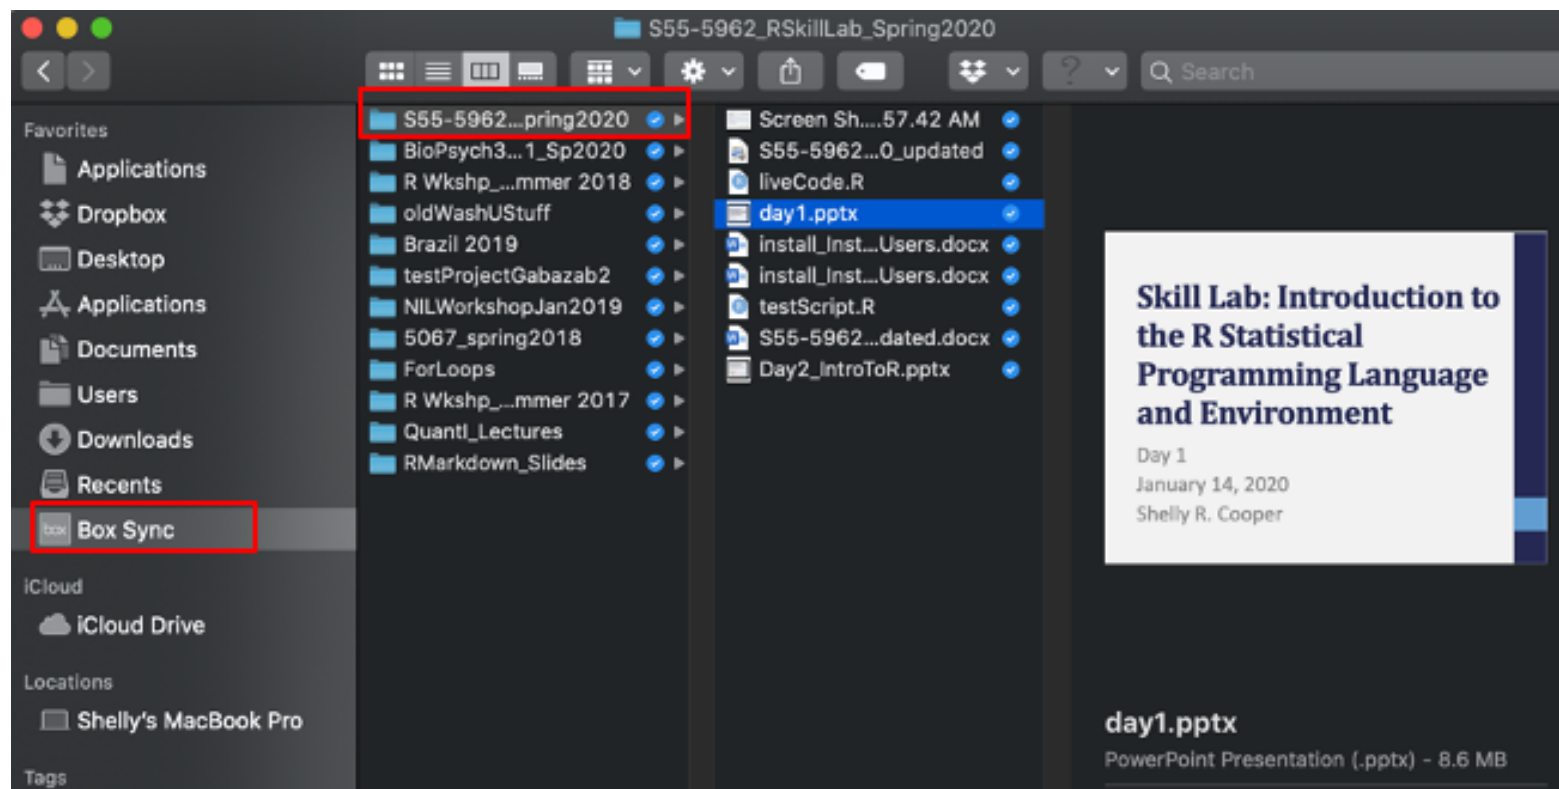 S55-5962_RSkillLab_Spring2020
Search
Favorites
Applications
Dropbox
Desktop
Applications
Documents
Users
Downloads
Recents
box Box Sync
iCloud
iCloud Drive
Locations
Shelly's MacBook Pro
Tags
S55-5962...pring2020
BioPsych3...1_Sp2020
R Wkshp_...mmer 2018
oldWashUStuff
Brazil 2019
testProjectGabazab2
NILWorkshopJan2019
5067_spring2018
ForLoops
R Wkshp_...mmer 2017
QuantI_Lectures
RMarkdown_Slides
Screen Sh....57.42 AM
S55-5962...0_updated
liveCode.R
day1.pptx
install_Inst...Users.docx
install_Inst...Users.docx
testScript.R
S55-5962...dated.docx
Day2_IntroToR.pptx
Skill Lab: Introduction to
the R Statistical
Programming Language
and Environment
Day 1
January 14, 2020
Shelly R. Cooper
day1.pptx
PowerPoint Presentation (.pptx) - 8.6 MB